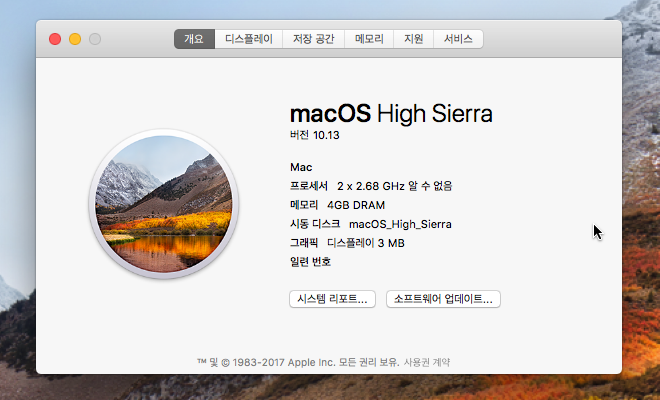 개요 디스플레이 저장 공간 메모리 지원 서비스
macOS High Sierra
버전 10.13
Mac
프로세서 2 x 2.68 GHz 알 수 없음
메모리 4GB DRAM
시동 디스크 macOS_High_Sierra
그래픽 디스플레이 3 MB
일련 번호
시스템 리포트... 소프트웨어 업데이트...
™ 및 © 1983-2017 Apple Inc. 모든 권리 보유. 사용권 계약